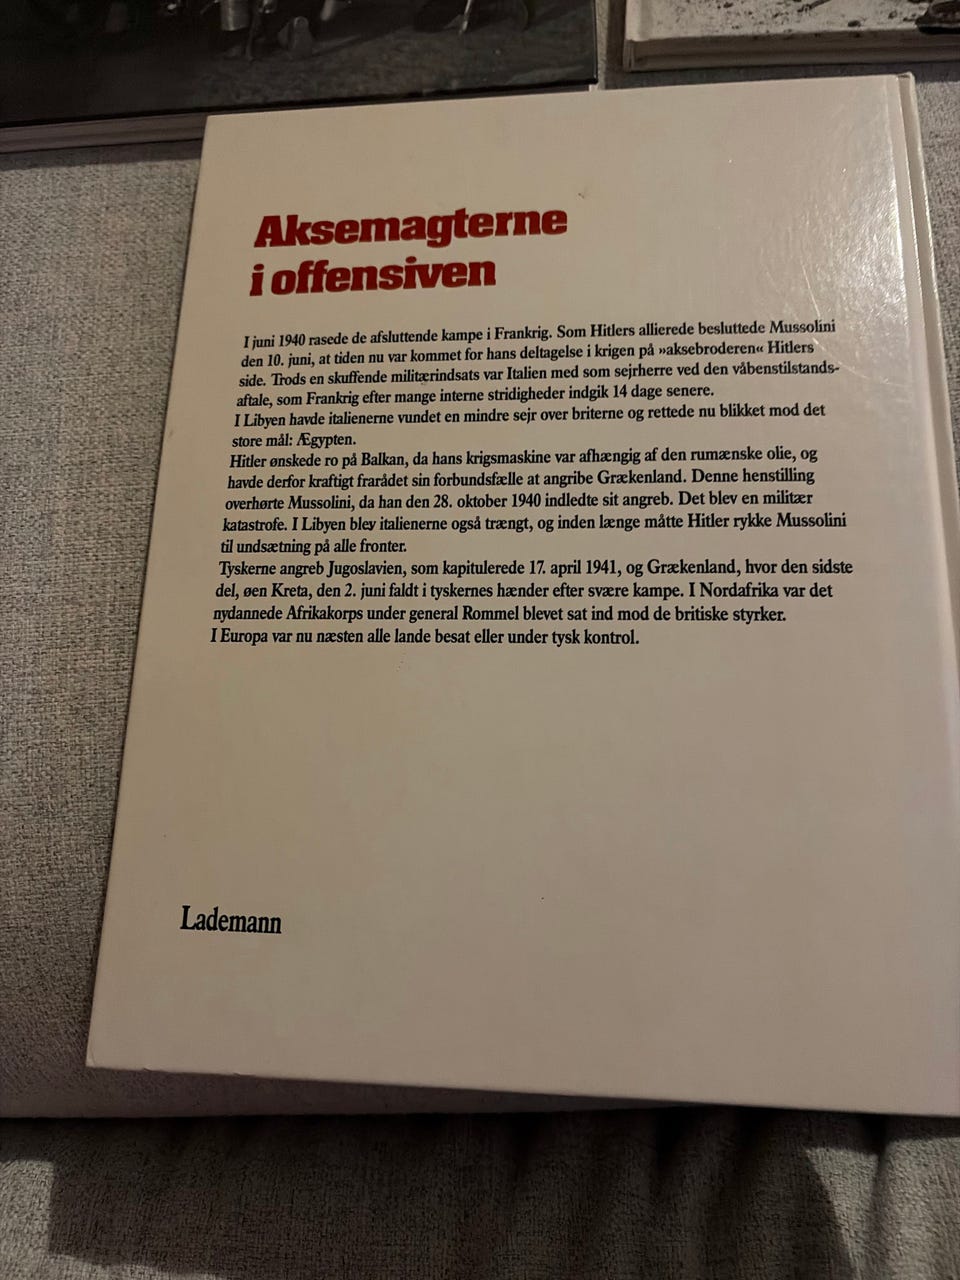 Aksemagterne
i offensiven
I juni 1940 rasede de afsluttende kampe i Frankrig. Som Hitlers allierede besluttede Mussolini
den 10. juni, at tiden nu var kommet for hans deltagelse i krigen på »aksebroderen« Hitlers
side. Trods en skuffende militærindsats var Italien med som sejrherre ved den våbenstilstands-
aftale, som Frankrig efter mange interne stridigheder indgik 14 dage senere.
I Libyen havde italienerne vundet en mindre sejr over briterne og rettede nu blikket mod det
store mål: Ægypten.
Hitler ønskede ro på Balkan, da hans krigsmaskine var afhængig af den rumænske olie, og
havde derfor kraftigt frarådet sin forbundsfælle at angribe Grækenland. Denne henstilling
overhørte Mussolini, da han den 28. oktober 1940 indledte sit angreb. Det blev en militær
katastrofe. I Libyen blev italienerne også trængt, og inden længe måtte Hitler rykke Mussolini
til undsætning på alle fronter.
Tyskerne angreb Jugoslavien, som kapitulerede 17. april 1941, og Grækenland, hvor den sidste
del, øen Kreta, den 2. juni faldt i tyskernes hænder efter svære kampe. I Nordafrika var det
nydannede Afrikakorps under general Rommel blevet sat ind mod de britiske styrker.
I Europa var nu næsten alle lande besat eller under tysk kontrol.
Lademann